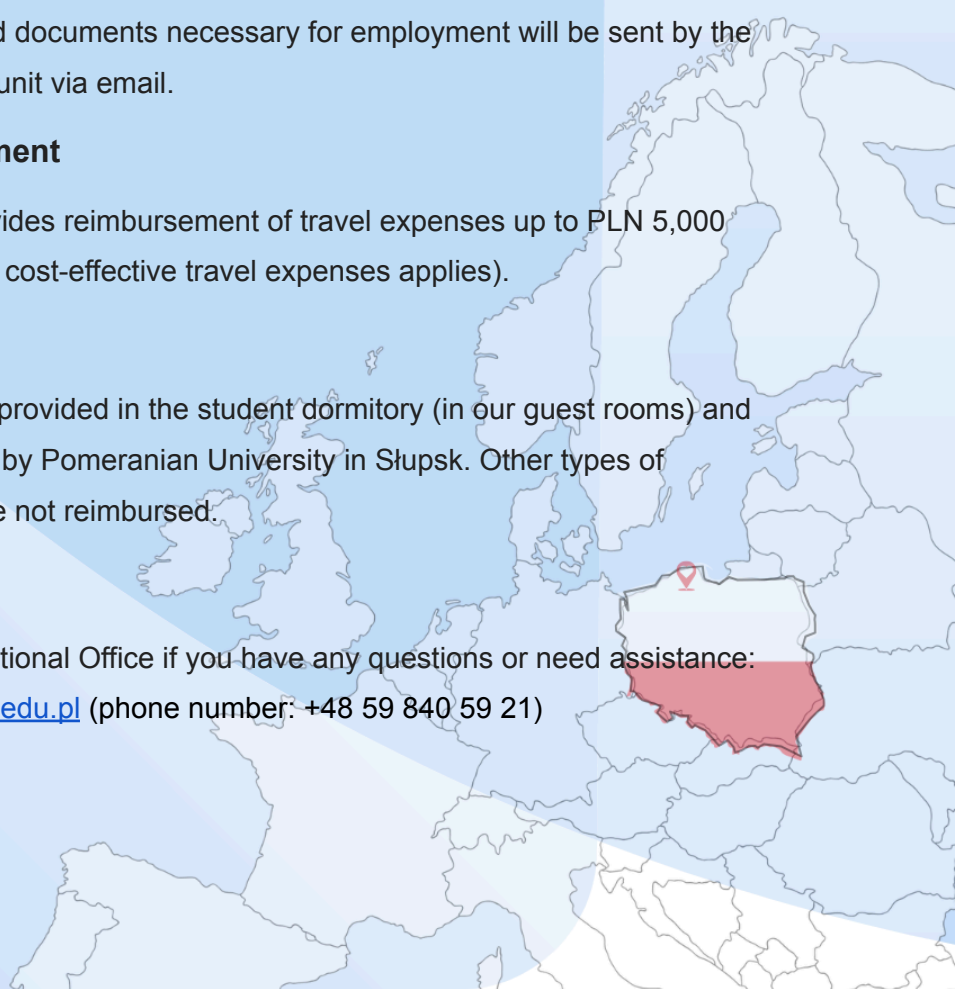 documents necessary for employment will be sent by the
unit via email.
ment
vides reimbursement of travel expenses up to PLN 5,000
cost-effective travel expenses applies).
provided in the student dormitory (in our guest rooms) and
by Pomeranian University in Słupsk. Other types of
not reimbursed.
tional Office if you have any questions or need assistance:
edu.pl (phone number: +48 59 840 59 21)